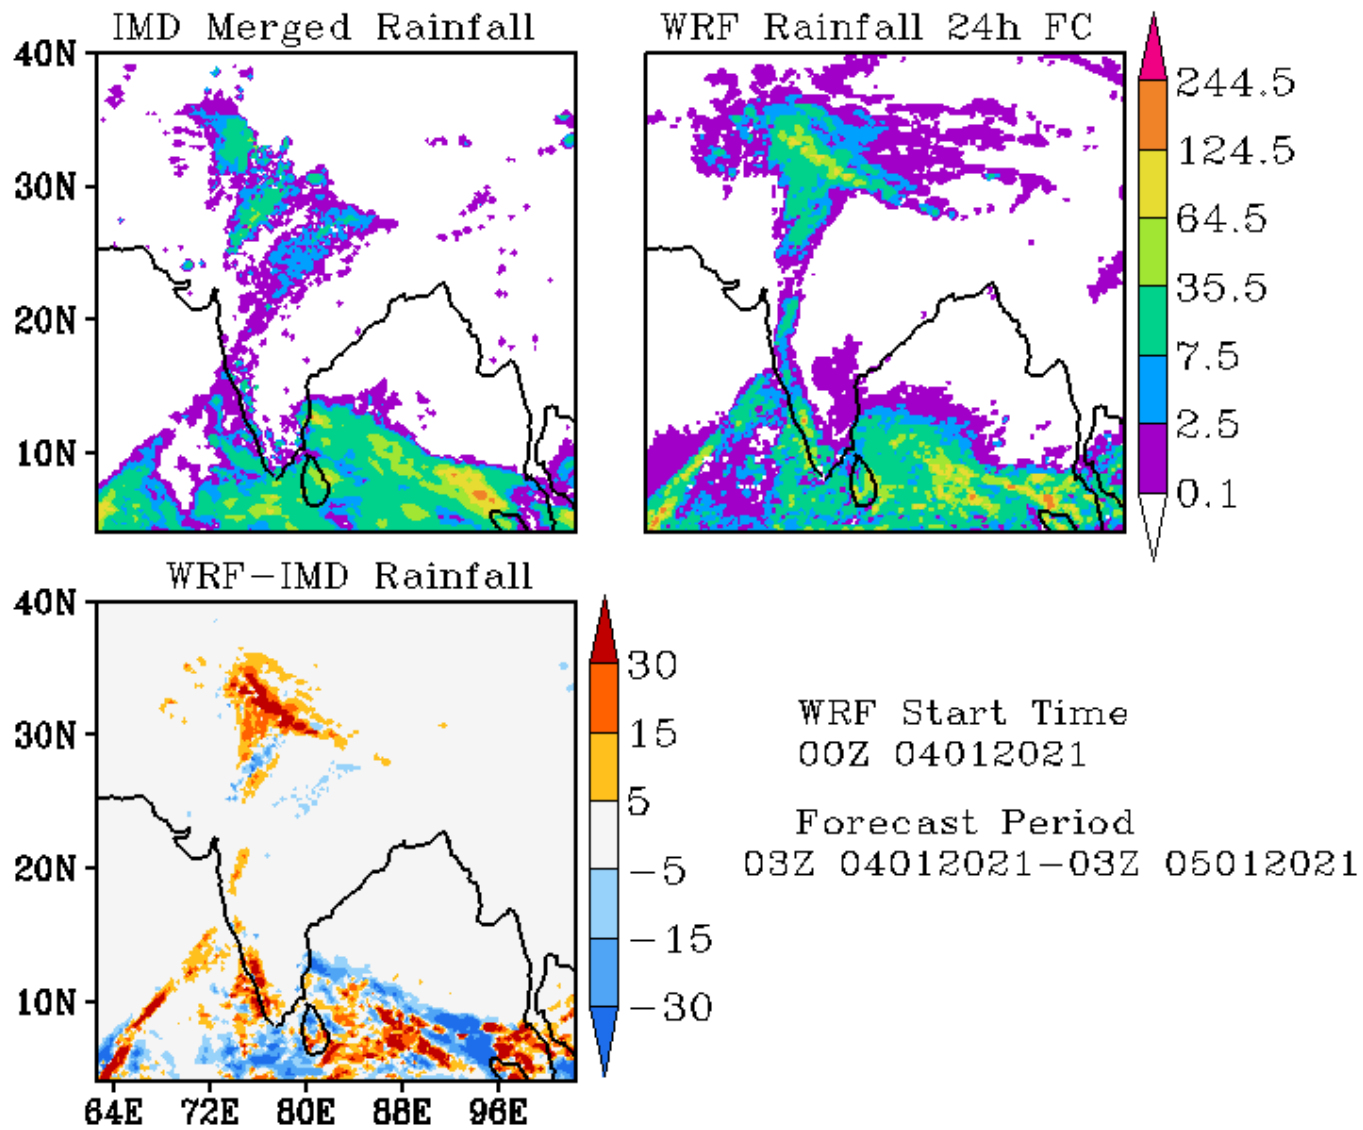 IMD Merged Rainfall
WRF Rainfall 24h FC
40N
30N
20N
10N
244.5
124.5
64.5
35.5
7.5
2.5
0.1
WRF-IMD Rainfall
40N
30N
20N
10N
64E 72E 80E 88E 96E
30
15
5
-5
-15
-30
WRF Start Time
00Z 04012021
Forecast Period
03Z 04012021-03Z 05012021